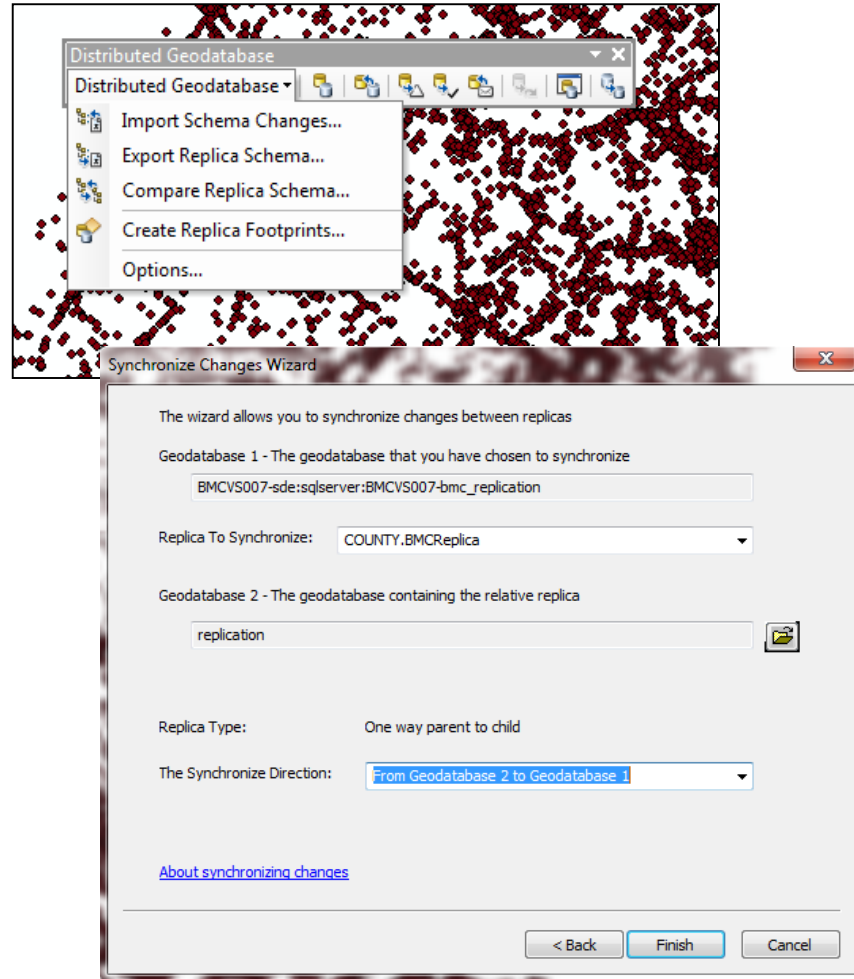 Distributed Geodatabase
Distributed Geodatabase
Import Schema Changes...
Export Replica Schema...
Compare Replica Schema...
Create Replica Footprints...
Options...
Synchronize Changes Wizard
The wizard allows you to synchronize changes between replicas
Geodatabase 1 - The geodatabase that you have chosen to synchronize
BMCVS007-sde:sqlserver:BMCVS007-bmc_replication
Replica To Synchronize: COUNTY.BMCReplica
Geodatabase 2 - The geodatabase containing the relative replica
replication
Replica Type: One way parent to child
The Synchronize Direction: From Geodatabase 2 to Geodatabase 1
About synchronizing changes
< Back Finish Cancel